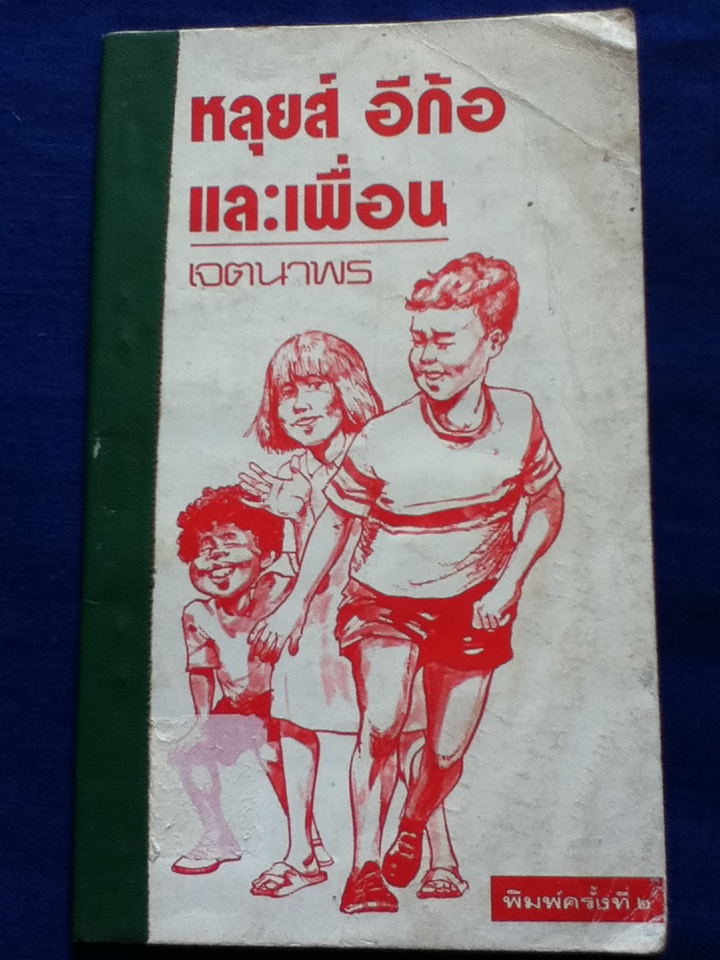 หลุยส์ อีก้อ
และเพื่อน
เจตนาพร
พิมพ์ครั้งที่ ๒